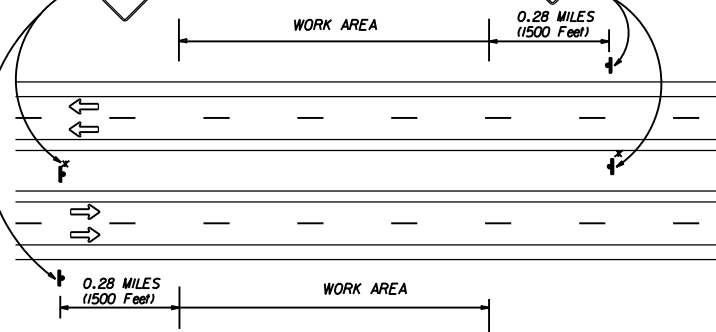 WORK AREA
0.28 MILES
(1500 Feet)
x
x
0.28 MILES
(1500 Feet)
WORK AREA